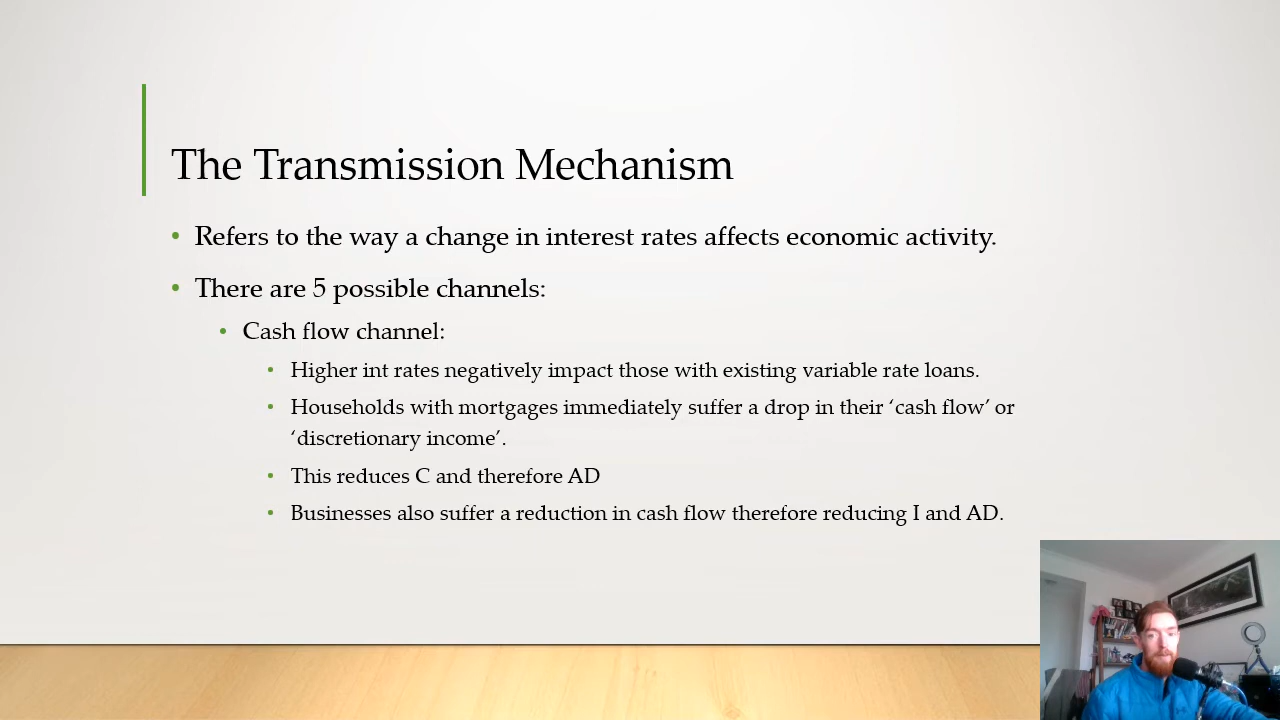 The Transmission Mechanism
• Refers to the way a change in interest rates affects economic activity.
• There are 5 possible channels:
• Cash flow channel:
• Higher int rates negatively impact those with existing variable rate loans.
• Households with mortgages immediately suffer a drop in their ‘cash flow’ or
‘discretionary income’.
• This reduces C and therefore AD
• Businesses also suffer a reduction in cash flow therefore reducing I and AD.